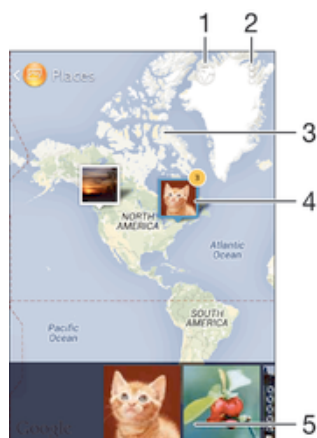 1 2
Places
3
4
NORTH
AMERICA
Atlantic
Ocean
SOUTH
AMERICA
Pacific
Ocean
5
Google